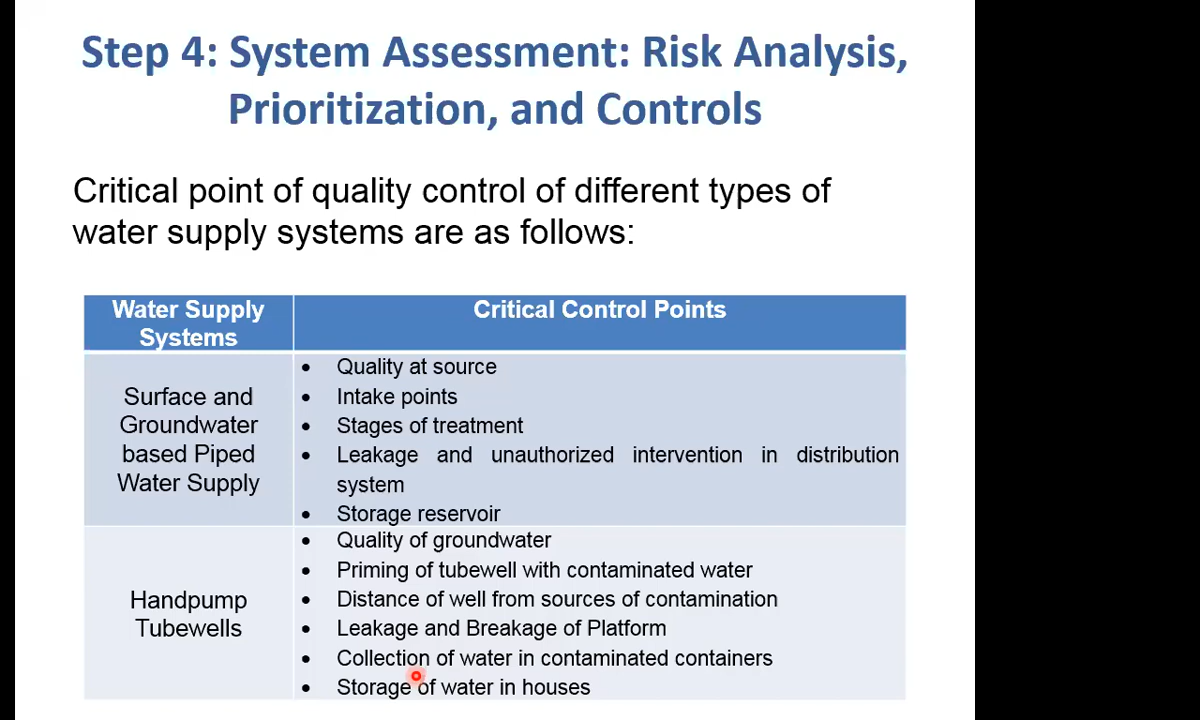 Step 4: System Assessment: Risk Analysis,
Prioritization, and Controls
Critical point of quality control of different types of
water supply systems are as follows:
Water Supply
Systems
Critical Control Points
Surface and
Groundwater
based Piped
Water Supply
• Quality at source
• Intake points
• Stages of treatment
• Leakage and unauthorized intervention in distribution
system
• Storage reservoir
Handpump
Tubewells
• Quality of groundwater
• Priming of tubewell with contaminated water
• Distance of well from sources of contamination
• Leakage and Breakage of Platform
• Collection of water in contaminated containers
• Storage of water in houses